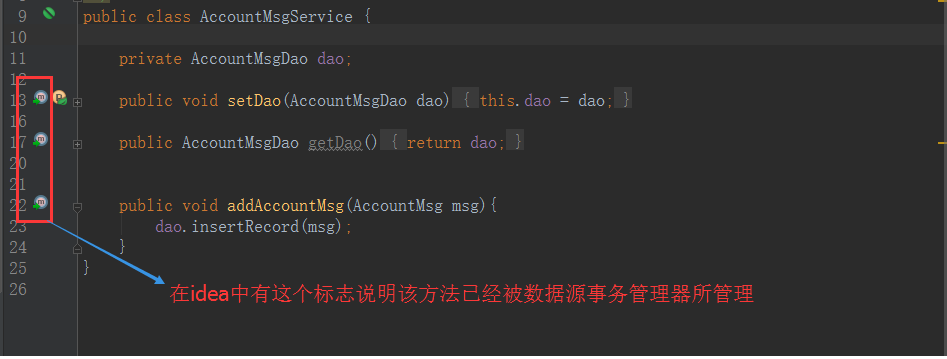 9 public class AccountMsgService {
10
11 private AccountMsgDao dao;
12
13 public void setDao(AccountMsgDao dao) { this.dao = dao; }
16
17 public AccountMsgDao getDao() { return dao; }
20
21
22 public void addAccountMsg(AccountMsg msg){
23 dao.insertRecord(msg);
24 }
25 }
26
在idea中有这个标志说明该方法已经被数据源事务管理器所管理